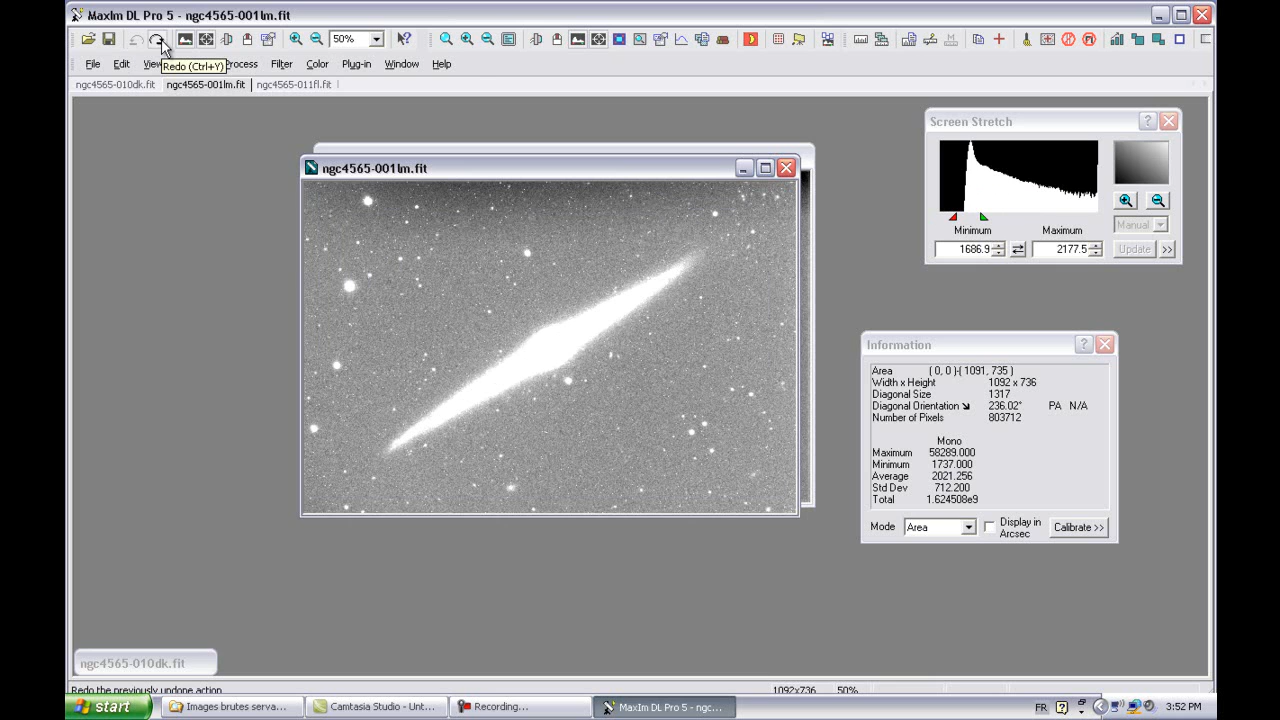 MaxIm DL Pro 5 - ngc4565-001lm.fit
50%
Redo (Ctrl+Y)
File Edit View Process Filter Color Plug-in Window Help
ngc4565-010dk.fit ngc4565-001lm.fit ngc4565-011fl.fit
Screen Stretch
ngc4565-001lm.fit
Manual
Minimum Maximum
1686.9 2177.5 Update >>
Information
Area ( 0, 0 )-( 1091, 735 )
Width x Height 1092 x 736
Diagonal Size 1317
Diagonal Orientation 236.02° PA N/A
Number of Pixels 803712
Mono
Maximum 58289.000
Minimum 1737.000
Average 2021.256
Std Dev 712.200
Total 1.624508e9
Mode Area Display in Arcsec Calibrate >>
ngc4565-010dk.fit
Redo the previously undone action 1092x736 50%
start Images brutes serva... Camtasia Studio - Unt... Recording... MaxIm DL Pro 5 - ngc... FR 3:52 PM